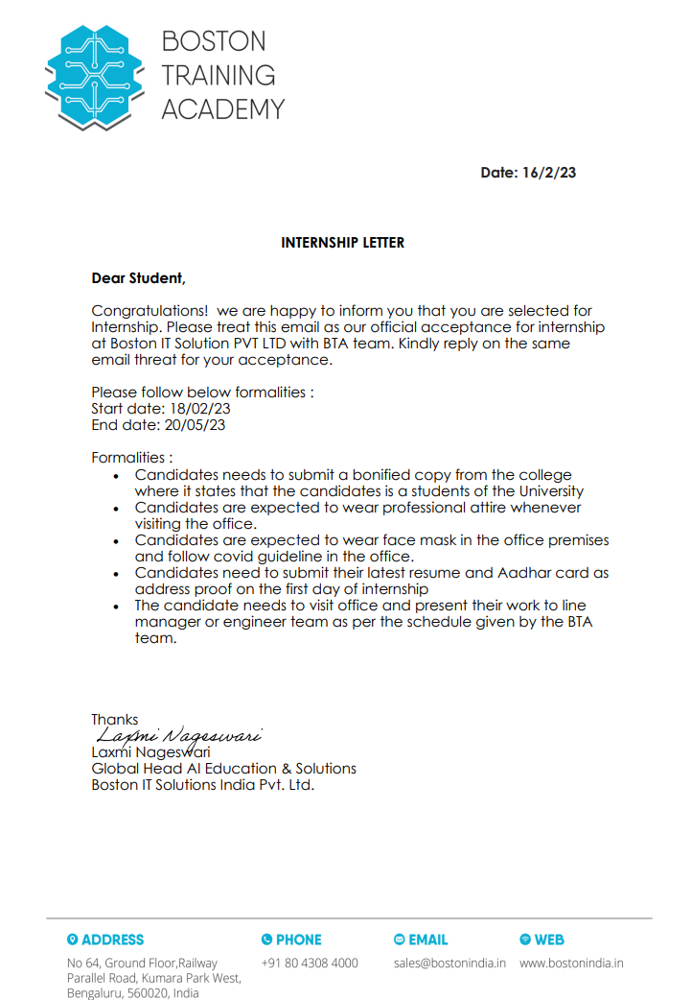 BOSTON
TRAINING
ACADEMY
Date: 16/2/23
INTERNSHIP LETTER
Dear Student,
Congratulations!  we are happy to inform you that you are selected for
Internship. Please treat this email as our official acceptance for internship
at Boston IT Solution PVT LTD with BTA team. Kindly reply on the same
email threat for your acceptance.
Please follow below formalities :
Start date: 18/02/23
End date: 20/05/23
Formalities :
• Candidates needs to submit a bonified copy from the college
where it states that the candidates is a students of the University
• Candidates are expected to wear professional attire whenever
visiting the office.
• Candidates are expected to wear face mask in the office premises
and follow covid guideline in the office.
• Candidates need to submit their latest resume and Aadhar card as
address proof on the first day of internship
• The candidate needs to visit office and present their work to line
manager or engineer team as per the schedule given by the BTA
team.
Thanks
Laxmi Nageswari
Laxmi Nageswari
Global Head AI Education & Solutions
Boston IT Solutions India Pvt. Ltd.
ADDRESS
No 64, Ground Floor,Railway
Parallel Road, Kumara Park West,
Bengaluru, 560020, India
PHONE
+91 80 4308 4000
EMAIL
sales@bostonindia.in
WEB
www.bostonindia.in